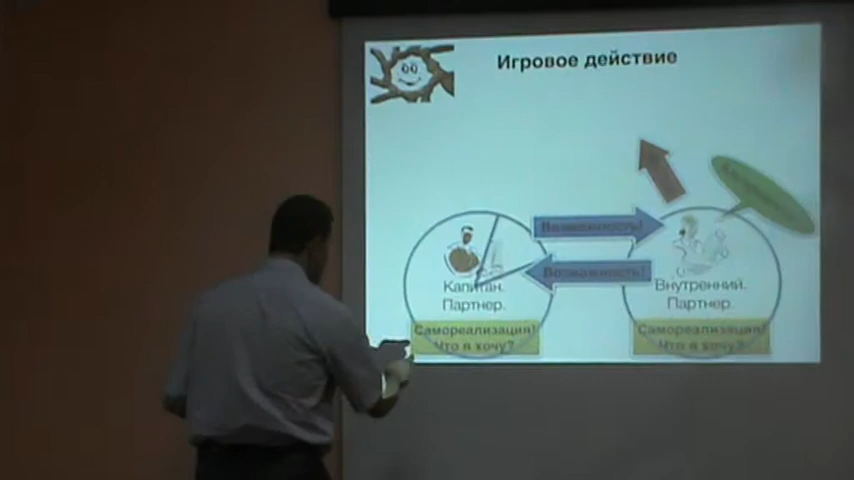 Игровое действие
Возможность!
Возможность!
Капитан.
Партнер.
Внутренний.
Партнер.
Самореализация!
Что я хочу?
Самореализация!
Что я хочу?